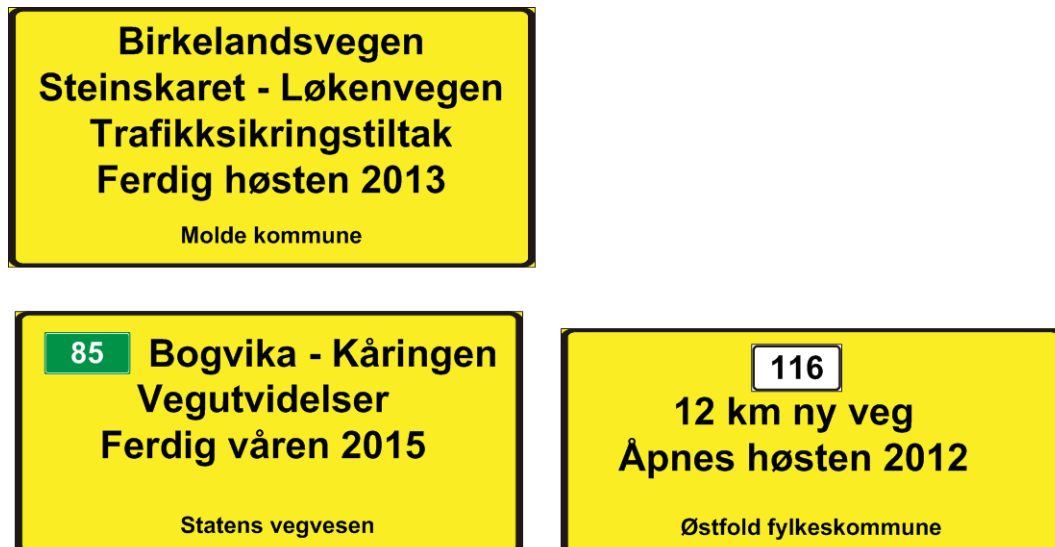 Birkelandsvegen
Steinskaret - Løkenvegen
Trafikksikringstiltak
Ferdig høsten 2013
Molde kommune
85 Bogvika - Kåringen
Vegutvidelser
Ferdig våren 2015
Statens vegvesen
116
12 km ny veg
Åpnes høsten 2012
Østfold fylkeskommune